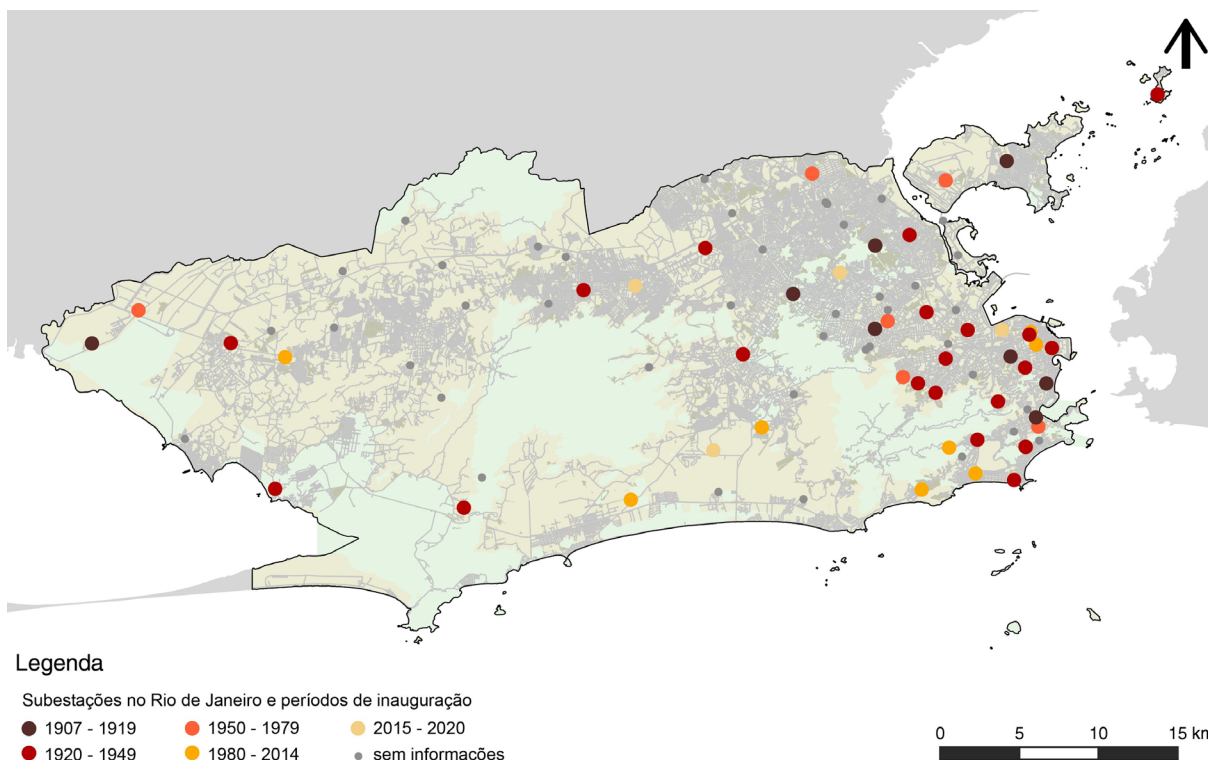 Legenda
Subestações no Rio de Janeiro e períodos de inauguração
1907 - 1919
1950 - 1979
2015 - 2020
1920 - 1949
1980 - 2014
sem informações
0 5 10 15 km